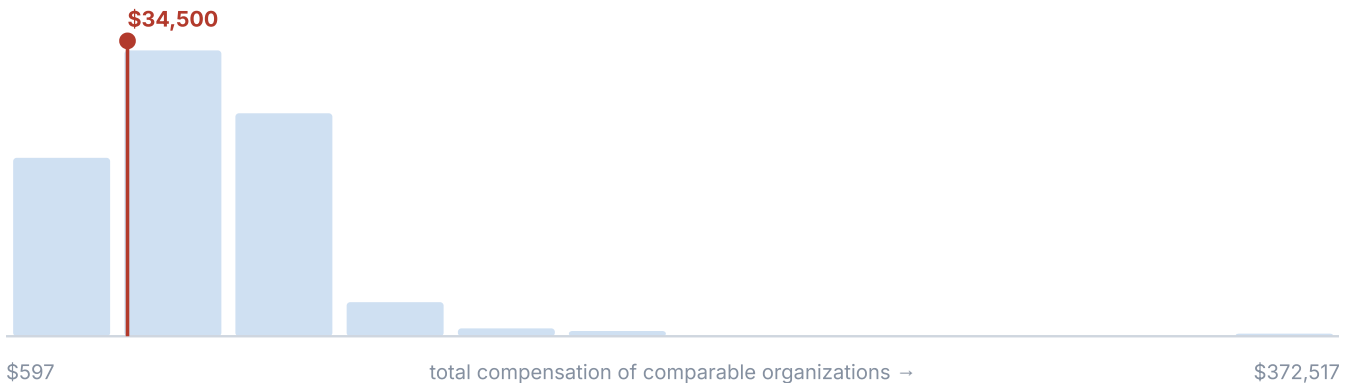 $34,500
$597
total compensation of comparable organizations →
$372,517